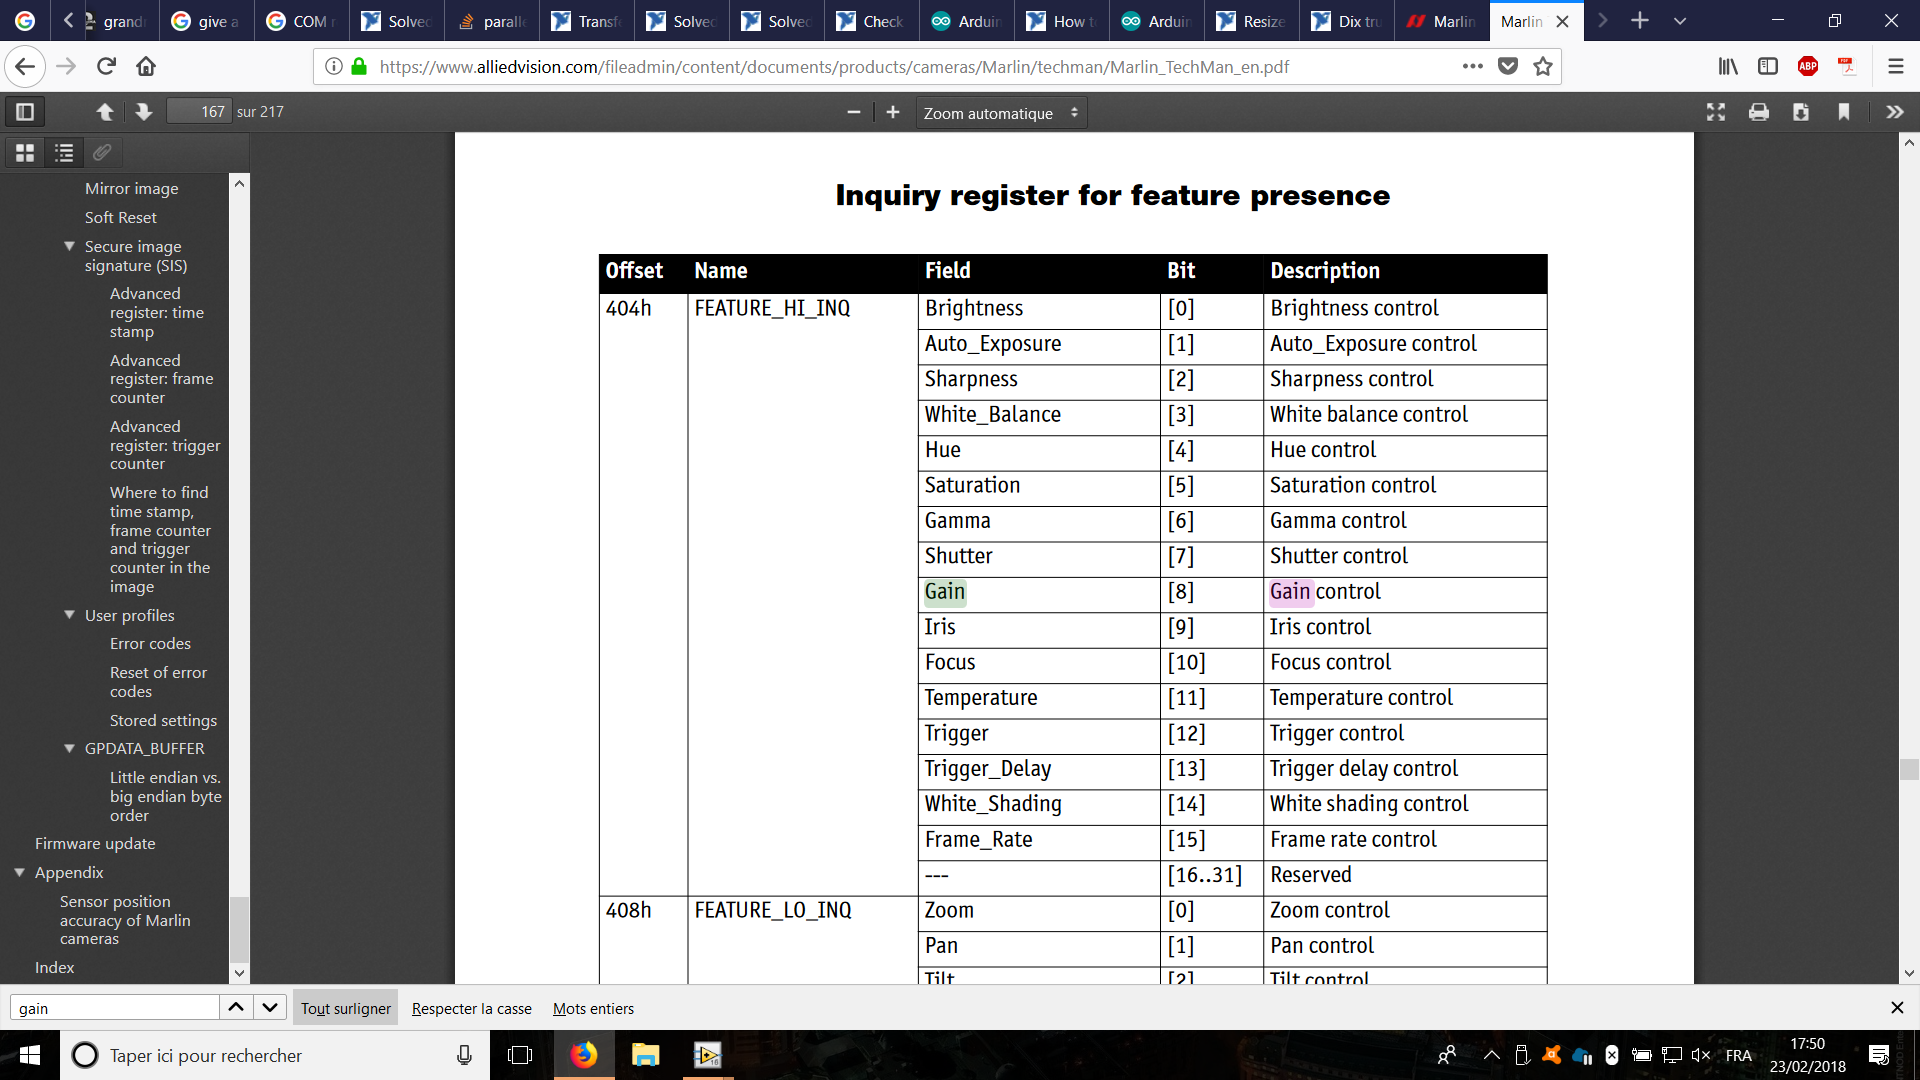 grandr
give a
COM r
Solved
paralle
Transfe
Solved
Solved
Check
Arduin
How to
Arduin
Resize
Dix tru
Marlin
Marlin
https://www.alliedvision.com/fileadmin/content/documents/products/cameras/Marlin/techman/Marlin_TechMan_en.pdf
ABP
167 sur 217
Zoom automatique
Mirror image
Soft Reset
Secure image
signature (SIS)
Advanced
register: time
stamp
Advanced
register: frame
counter
Advanced
register: trigger
counter
Where to find
time stamp,
frame counter
and trigger
counter in the
image
User profiles
Error codes
Reset of error
codes
Stored settings
GPDATA_BUFFER
Little endian vs.
big endian byte
order
Firmware update
Appendix
Sensor position
accuracy of Marlin
cameras
Index
Inquiry register for feature presence
Offset Name Field Bit Description
404h FEATURE_HI_INQ Brightness [0] Brightness control
Auto_Exposure [1] Auto_Exposure control
Sharpness [2] Sharpness control
White_Balance [3] White balance control
Hue [4] Hue control
Saturation [5] Saturation control
Gamma [6] Gamma control
Shutter [7] Shutter control
Gain [8] Gain control
Iris [9] Iris control
Focus [10] Focus control
Temperature [11] Temperature control
Trigger [12] Trigger control
Trigger_Delay [13] Trigger delay control
White_Shading [14] White shading control
Frame_Rate [15] Frame rate control
--- [16..31] Reserved
408h FEATURE_LO_INQ Zoom [0] Zoom control
Pan [1] Pan control
Tilt [2] Tilt control
gain Tout surligner Respecter la casse Mots entiers
Taper ici pour rechercher
FRA
17:50
23/02/2018